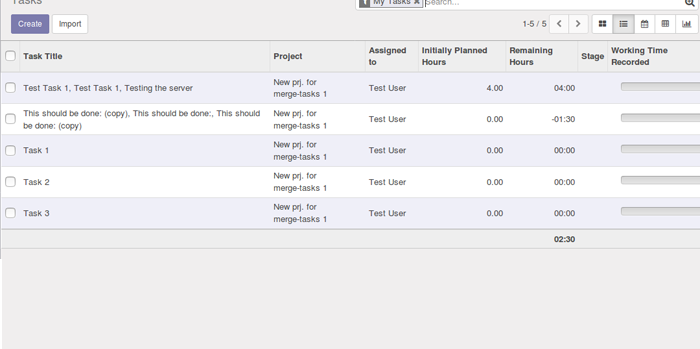 Tasks
My Tasks ✖ Search...
Create Import 1-5 / 5
Task Title Project Assigned to Initially Planned Hours Remaining Hours Stage Working Time Recorded
Test Task 1, Test Task 1, Testing the server New prj. for merge-tasks 1 Test User 4.00 04:00
This should be done: (copy), This should be done:, This should be done: (copy) New prj. for merge-tasks 1 Test User 0.00 -01:30
Task 1 New prj. for merge-tasks 1 Test User 0.00 00:00
Task 2 New prj. for merge-tasks 1 Test User 0.00 00:00
Task 3 New prj. for merge-tasks 1 Test User 0.00 00:00
02:30